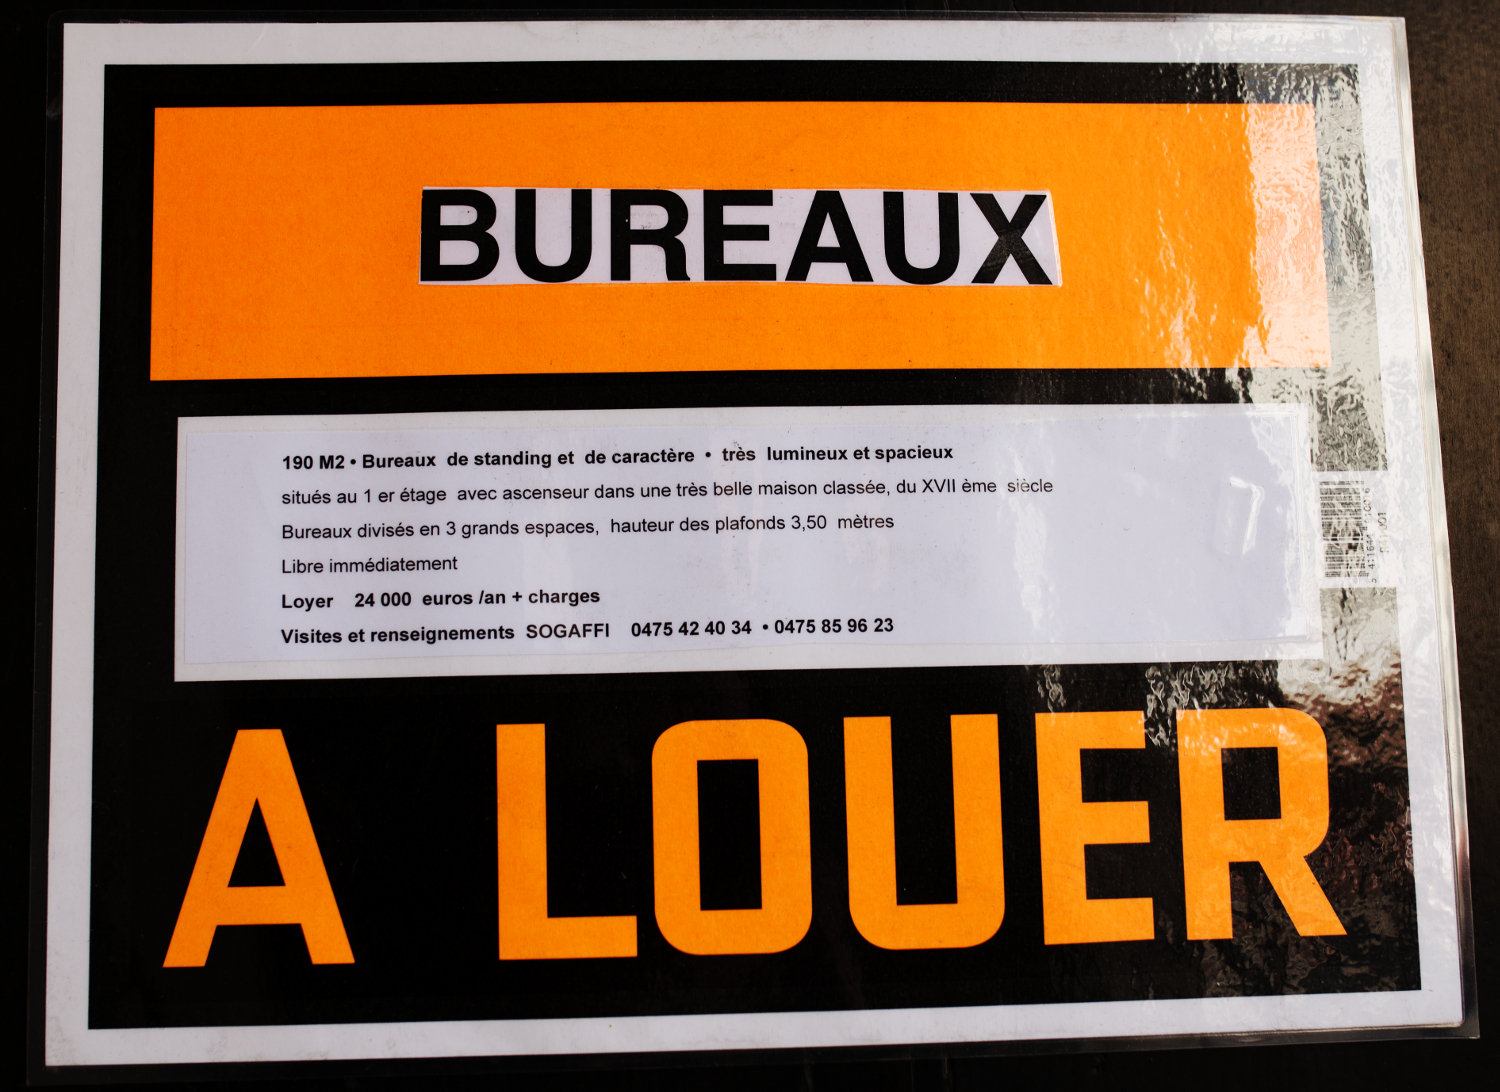 BUREAUX
190 M2 • Bureaux de standing et de caractère • très lumineux et spacieux
situés au 1 er étage avec ascenseur dans une très belle maison classée, du XVII ème siècle
Bureaux divisés en 3 grands espaces, hauteur des plafonds 3,50 mètres
Libre immédiatement
Loyer 24 000 euros /an + charges
Visites et renseignements SOGAFFI 0475 42 40 34 • 0475 85 96 23
A LOUER